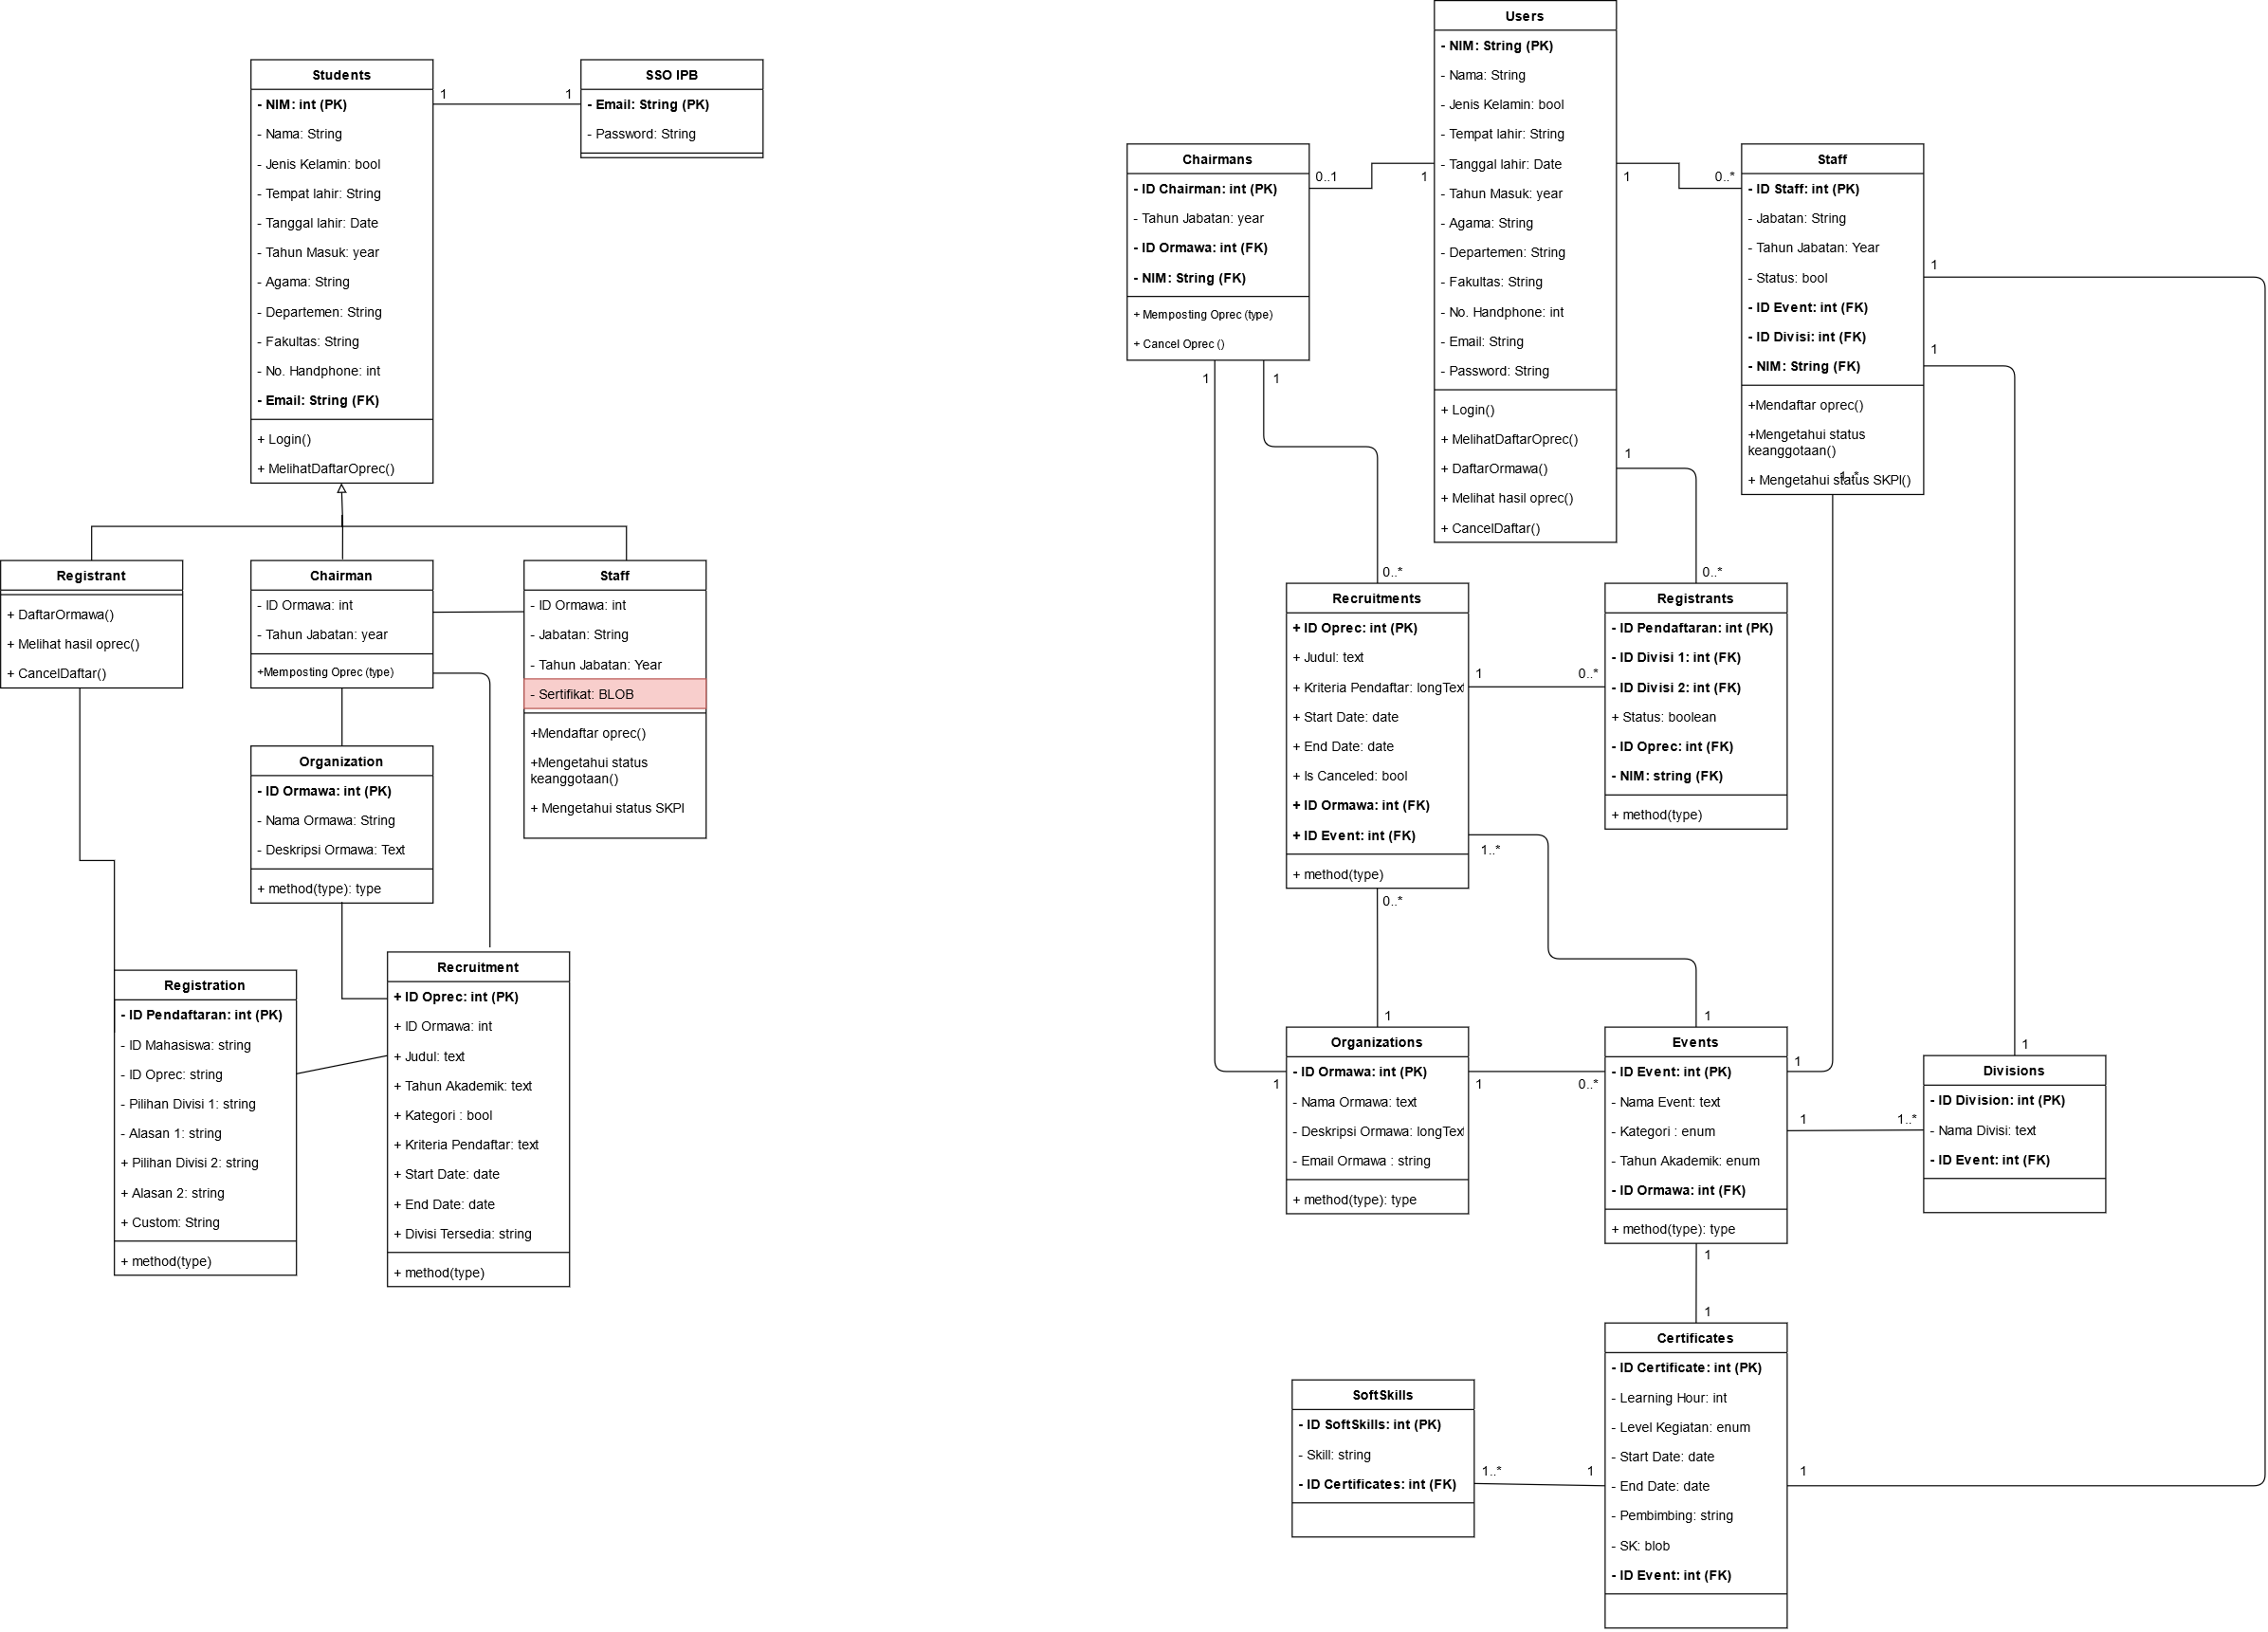 Students
- NIM: int (PK)
- Nama: String
- Jenis Kelamin: bool
- Tempat lahir: String
- Tanggal lahir: Date
- Tahun Masuk: year
- Agama: String
- Departemen: String
- Fakultas: String
- No. Handphone: int
- Email: String (FK)
+ Login()
+ MelihatDaftarOprec()
1
1
SSO IPB
- Email: String (PK)
- Password: String
Registrant
+ DaftarOrmawa()
+ Melihat hasil oprec()
+ CancelDaftar()
Chairman
- ID Ormawa: int
- Tahun Jabatan: year
+Memposting Oprec (type)
Staff
- ID Ormawa: int
- Jabatan: String
- Tahun Jabatan: Year
- Sertifikat: BLOB
+Mendaftar oprec()
+Mengetahui status
keanggotaan()
+ Mengetahui status SKPI
Organization
- ID Ormawa: int (PK)
- Nama Ormawa: String
- Deskripsi Ormawa: Text
+ method(type): type
Registration
- ID Pendaftaran: int (PK)
- ID Mahasiswa: string
- ID Oprec: string
- Pilihan Divisi 1: string
- Alasan 1: string
+ Pilihan Divisi 2: string
+ Alasan 2: string
+ Custom: String
+ method(type)
Recruitment
+ ID Oprec: int (PK)
+ ID Ormawa: int
+ Judul: text
+ Tahun Akademik: text
+ Kategori : bool
+ Kriteria Pendaftar: text
+ Start Date: date
+ End Date: date
+ Divisi Tersedia: string
+ method(type)
Users
- NIM: String (PK)
- Nama: String
- Jenis Kelamin: bool
- Tempat lahir: String
- Tanggal lahir: Date
- Tahun Masuk: year
- Agama: String
- Departemen: String
- Fakultas: String
- No. Handphone: int
- Email: String
- Password: String
+ Login()
+ MelihatDaftarOprec()
+ DaftarOrmawa()
+ Melihat hasil oprec()
+ CancelDaftar()
Chairmans
- ID Chairman: int (PK)
- Tahun Jabatan: year
- ID Ormawa: int (FK)
- NIM: String (FK)
+ Memposting Oprec (type)
+ Cancel Oprec ()
0..1
1
1
0..*
Staff
- ID Staff: int (PK)
- Jabatan: String
- Tahun Jabatan: Year
- Status: bool
- ID Event: int (FK)
- ID Divisi: int (FK)
- NIM: String (FK)
+Mendaftar oprec()
+Mengetahui status
keanggotaan()
+ Mengetahui status SKPI()
1..*
1
1
1
1
1
0..*
0..*
Recruitments
+ ID Oprec: int (PK)
+ Judul: text
+ Kriteria Pendaftar: longText
+ Start Date: date
+ End Date: date
+ Is Canceled: bool
+ ID Ormawa: int (FK)
+ ID Event: int (FK)
+ method(type)
1
0..*
Registrants
- ID Pendaftaran: int (PK)
- ID Divisi 1: int (FK)
- ID Divisi 2: int (FK)
+ Status: boolean
- ID Oprec: int (FK)
- NIM: string (FK)
+ method(type)
1..*
0..*
1
1
1
Organizations
- ID Ormawa: int (PK)
- Nama Ormawa: text
- Deskripsi Ormawa: longText
- Email Ormawa : string
+ method(type): type
1
1
0..*
Events
- ID Event: int (PK)
- Nama Event: text
- Kategori : enum
- Tahun Akademik: enum
- ID Ormawa: int (FK)
+ method(type): type
1
1
1..*
Divisions
- ID Division: int (PK)
- Nama Divisi: text
- ID Event: int (FK)
1
1
Certificates
- ID Certificate: int (PK)
- Learning Hour: int
- Level Kegiatan: enum
- Start Date: date
- End Date: date
- Pembimbing: string
- SK: blob
- ID Event: int (FK)
SoftSkills
- ID SoftSkills: int (PK)
- Skill: string
- ID Certificates: int (FK)
1..*
1
1